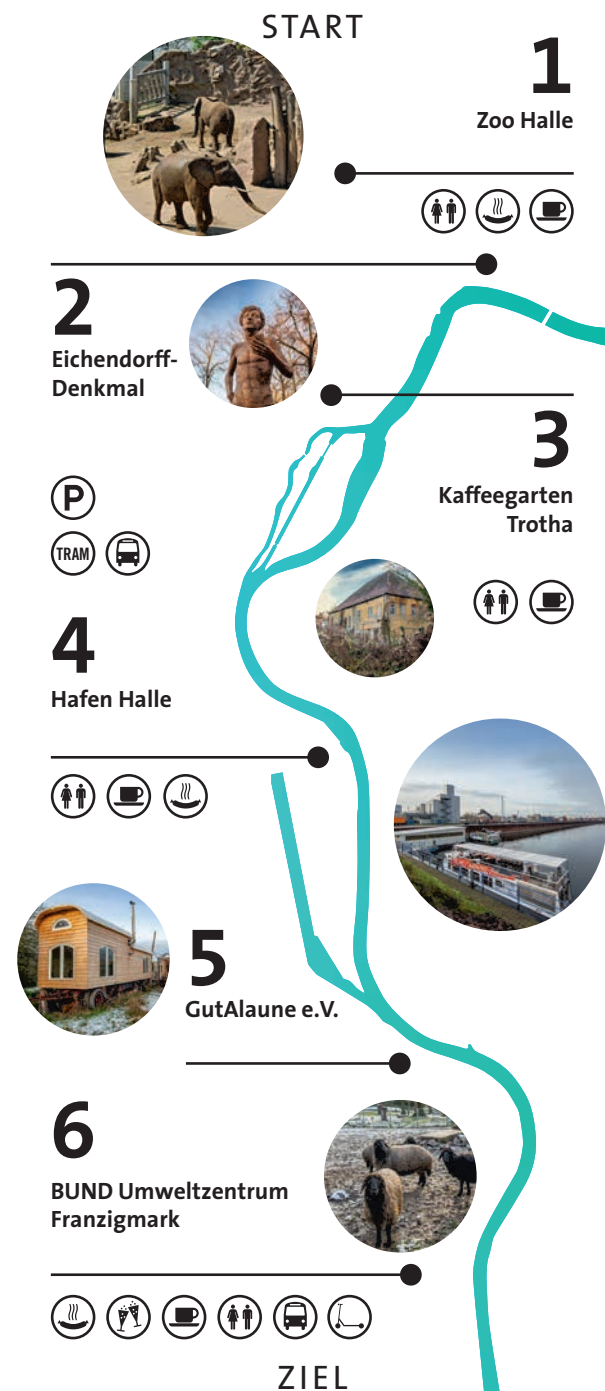 START
1
Zoo Halle
2
Eichendorff-
Denkmal
3
Kaffeegarten
Trotha
P
TRAM
4
Hafen Halle
5
GutAlaune e.V.
6
BUND Umweltzentrum
Franzigmark
ZIEL